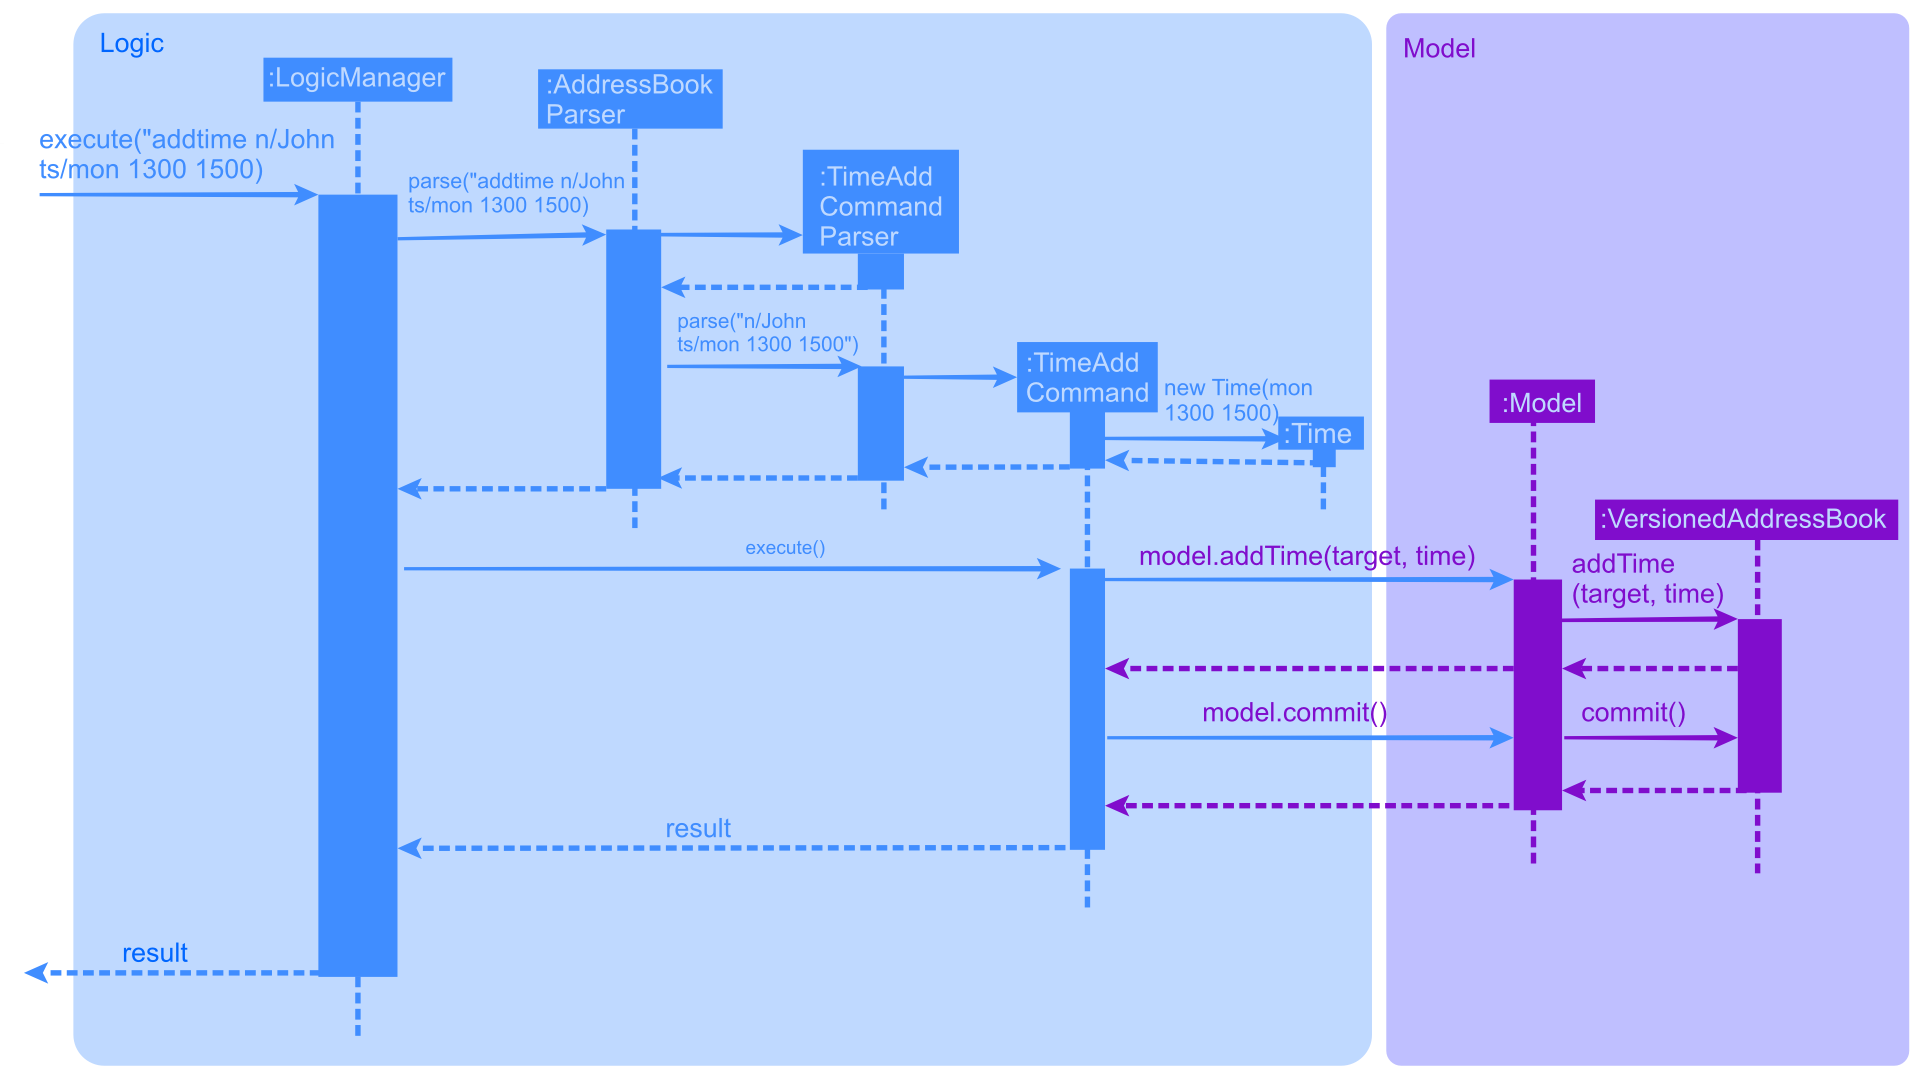 Logic
Model
:LogicManager
:AddressBook
Parser
execute("addtime n/John
ts/mon 1300 1500)
:TimeAdd
Command
Parser
parse("addtime n/John
ts/mon 1300 1500)
parse("n/John
ts/mon 1300 1500")
:TimeAdd
Command
new Time(mon
1300 1500)
:Time
:Model
:VersionedAddressBook
execute()
model.addTime(target, time)
addTime
(target, time)
model.commit()
commit()
result
result